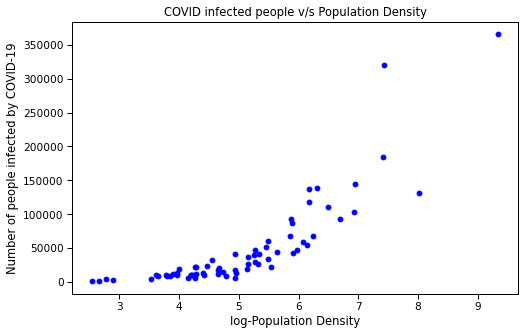 COVID infected people v/s Population Density
Number of people infected by COVID-19
350000
300000
250000
200000
150000
100000
50000
0
3 4 5 6 7 8 9
log-Population Density